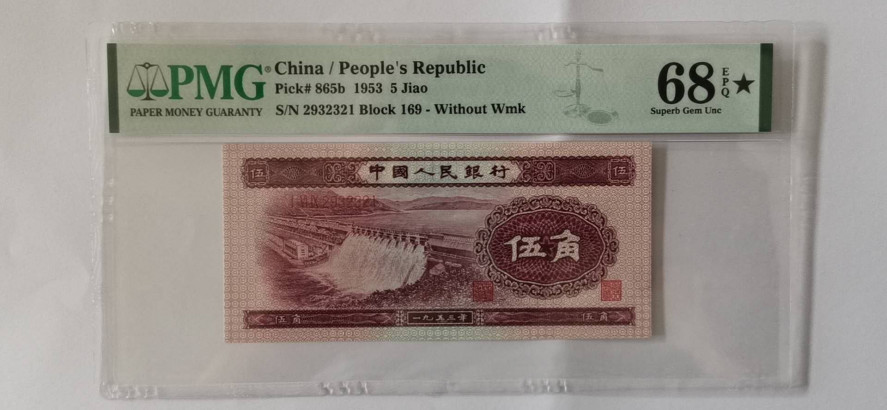 PMG
PAPER MONEY GUARANTY
China / People's Republic
Pick# 865b 1953 5 Jiao
S/N 2932321 Block 169 - Without Wmk
68 EPQ ★
Superb Gem Unc
伍 中國人民銀行 伍
2932321
伍角
伍角 一九五三年 伍角